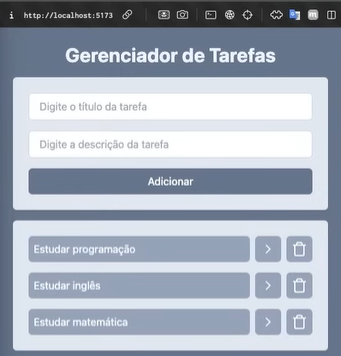 http://localhost:5173
Gerenciador de Tarefas
Digite o título da tarefa
Digite a descrição da tarefa
Adicionar
Estudar programação
Estudar inglês
Estudar matemática